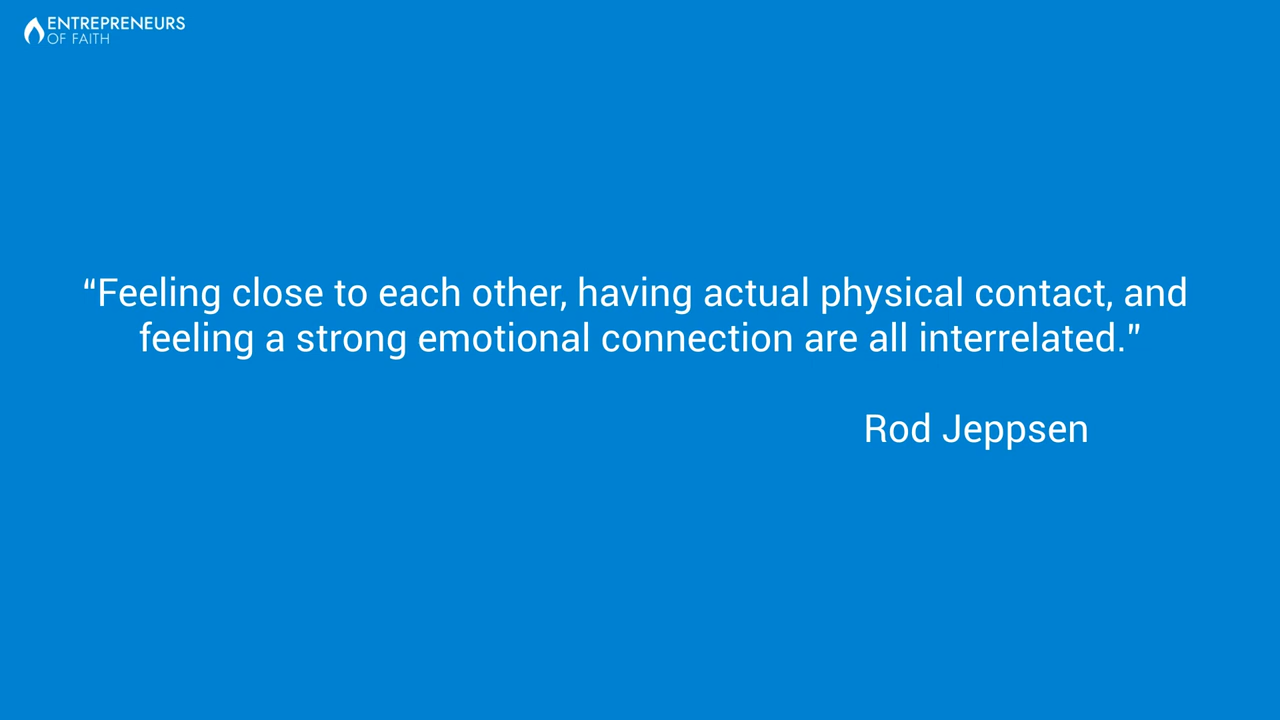 ENTREPRENEURS
OF FAITH
“Feeling close to each other, having actual physical contact, and
feeling a strong emotional connection are all interrelated.”
Rod Jeppsen